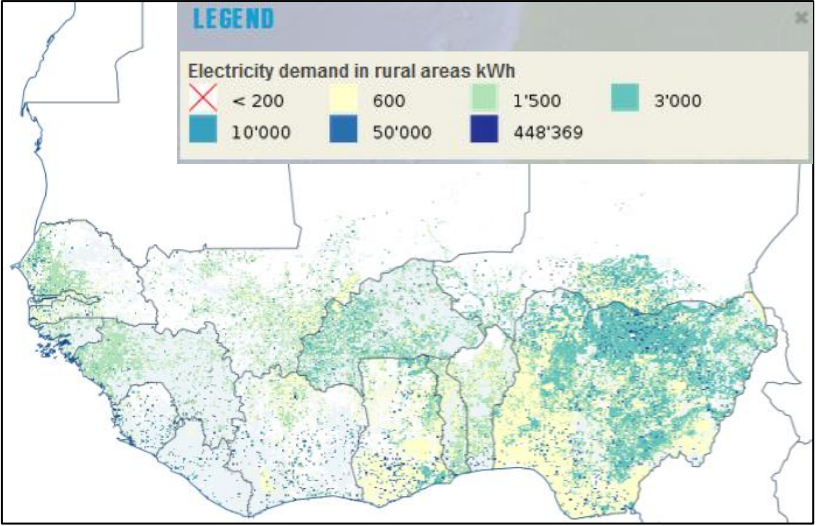 LEGEND
Electricity demand in rural areas kWh
< 200 600 1'500 3'000
10'000 50'000 448'369